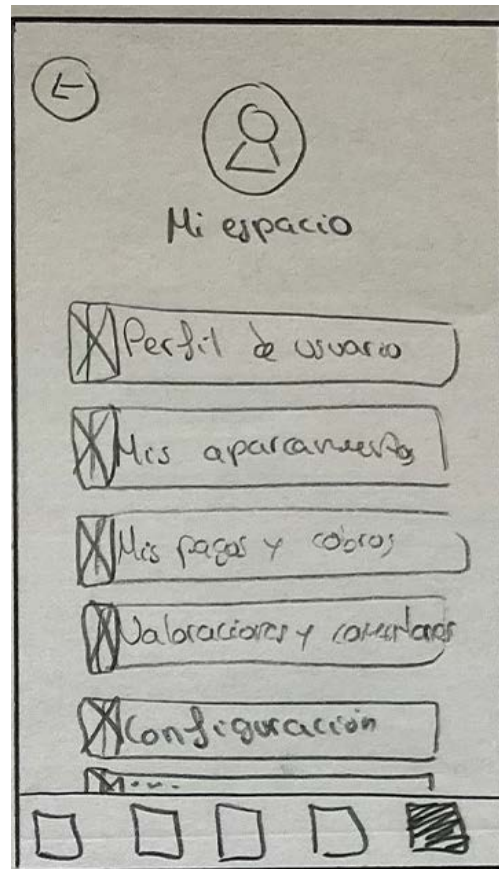 Mi espacio
Perfil de usuario
Mis aparcamientos
Mis pagos y cobros
Valoraciones y comentarios
Configuración
...